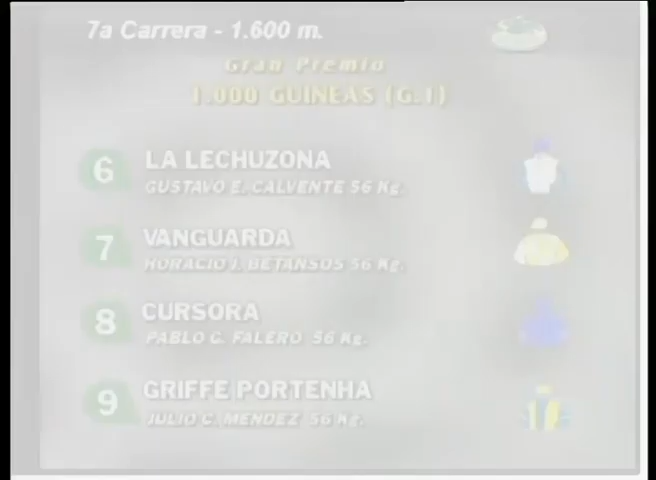 7a Carrera - 1.600 m.
Gran Premio
1.000 GUINEAS (G.1)
6 LA LECHUZONA
GUSTAVO E. CALVENTE 56 Kg.
7 VANGUARDA
HORACIO J. BETANSOS 56 Kg.
8 CURSORA
PABLO G. FALERO 56 Kg.
9 GRIFFE PORTENHA
JULIO C. MENDEZ 56 Kg.